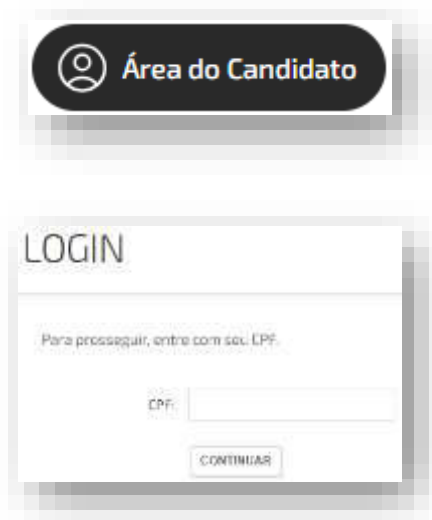 Área do Candidato
LOGIN
Para prosseguir, entre com seu CPF.
CPF:
CONTINUAR